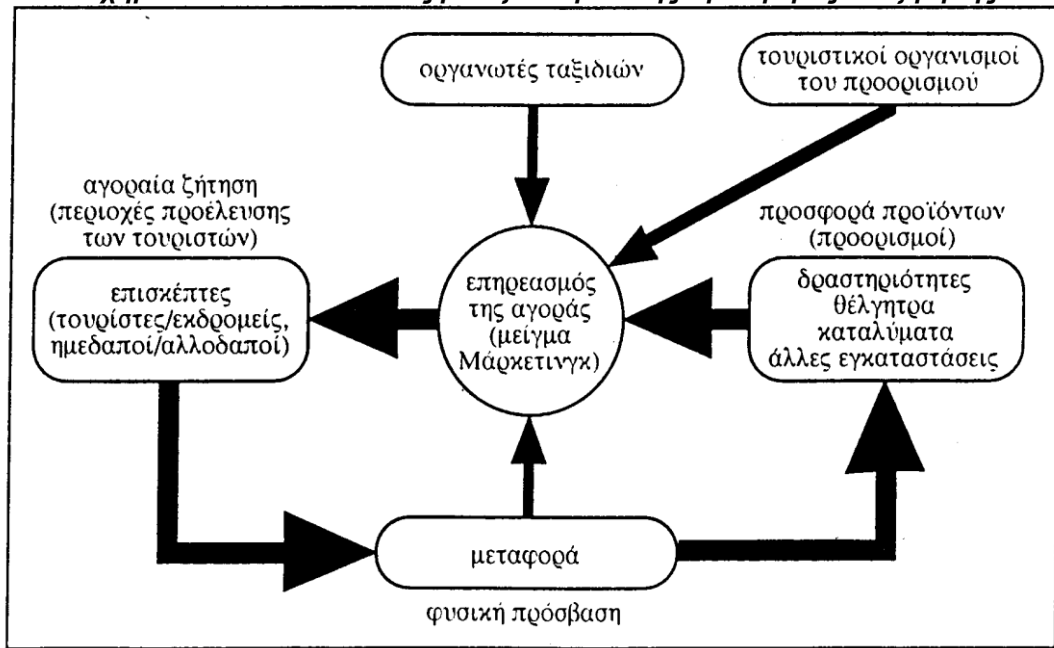 οργανωτές ταξιδιών
τουριστικοί οργανισμοί
του προορισμού
αγοραία ζήτηση
(περιοχές προέλευσης
των τουριστών)
επισκέπτες
(τουρίστες/εκδρομείς,
ημεδαποί/αλλοδαποί)
επηρεασμός
της αγοράς
(μείγμα
Μάρκετινγκ)
προσφορά προϊόντων
(προορισμοί)
δραστηριότητες
θέλγητρα
καταλύματα
άλλες εγκαταστάσεις
μεταφορά
φυσική πρόσβαση